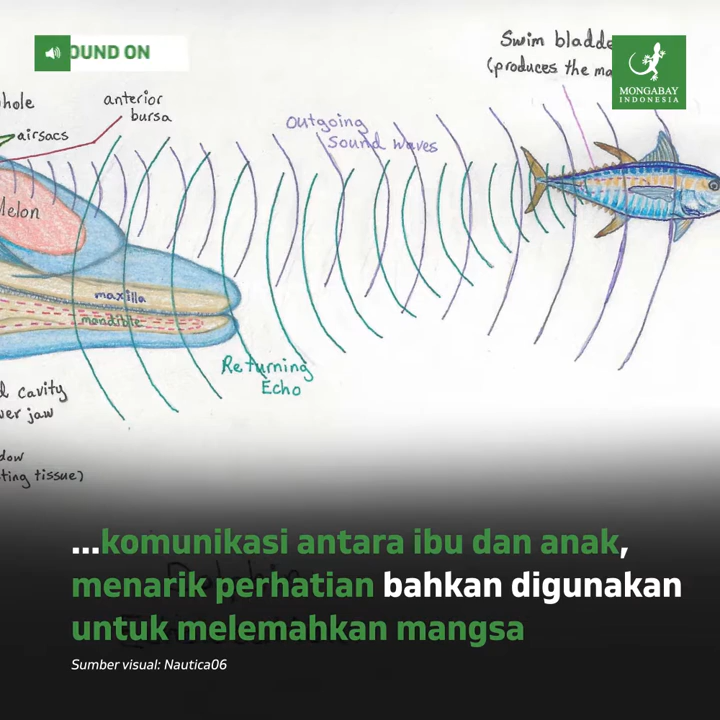 OUND ON
Swim bladde
(produces the ma
MONGABAY
INDONESIA
hole
anterior
bursa
airsacs
Outgoing
Sound waves
Melon
maxilla
mandible
Returning
Echo
d cavity
wer jaw
dow
ting tissue)
...komunikasi antara ibu dan anak,
menarik perhatian bahkan digunakan
untuk melemahkan mangsa
Sumber visual: Nautica06